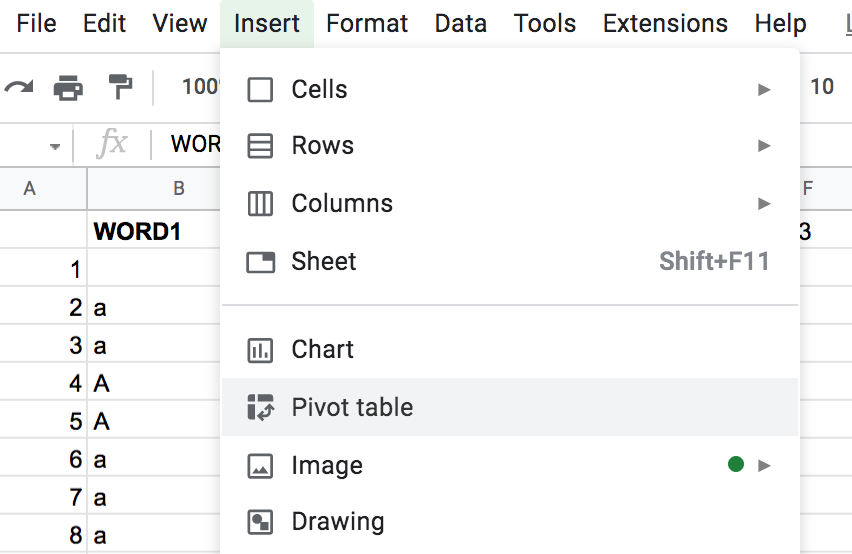 File Edit View Insert Format Data Tools Extensions Help
100% 10
Cells
fx WOR
Rows
A B Columns F
WORD1 3
Sheet Shift+F11
1
2 a
3 a Chart
4 A
5 A Pivot table
6 a Image
7 a
8 a Drawing